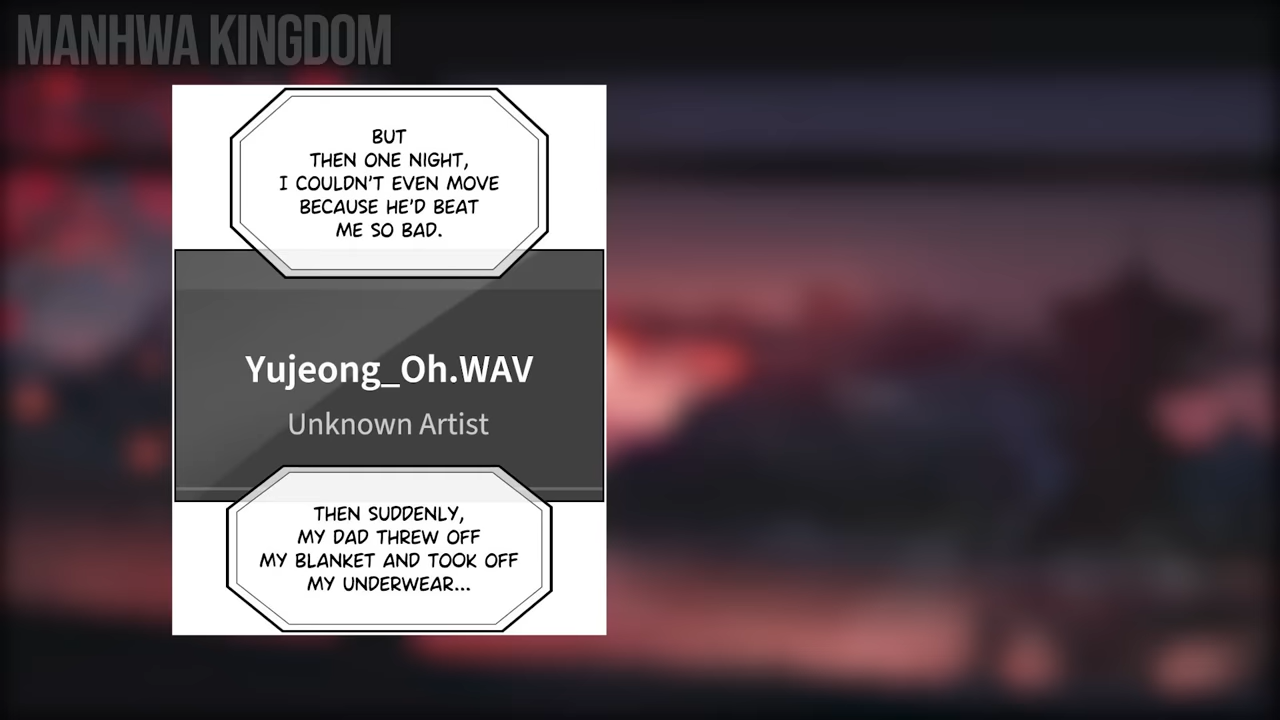 MANHWA KINGDOM
BUT
THEN ONE NIGHT,
I COULDN'T EVEN MOVE
BECAUSE HE'D BEAT
ME SO BAD.
Yujeong_Oh.WAV
Unknown Artist
THEN SUDDENLY,
MY DAD THREW OFF
MY BLANKET AND TOOK OFF
MY UNDERWEAR...